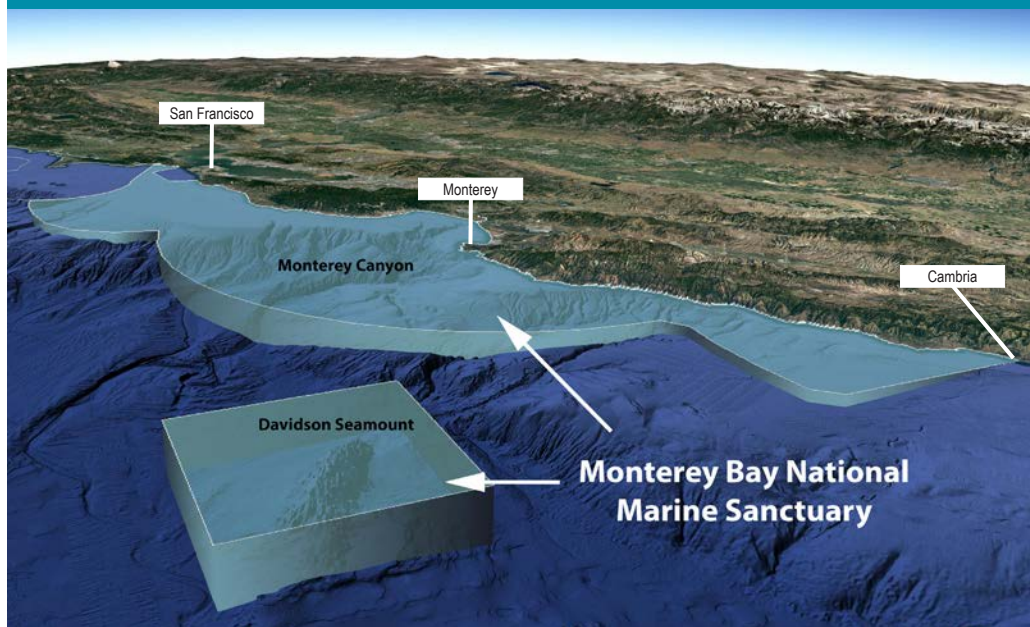 San Francisco
Monterey
Monterey Canyon
Cambria
Davidson Seamount
Monterey Bay National
Marine Sanctuary